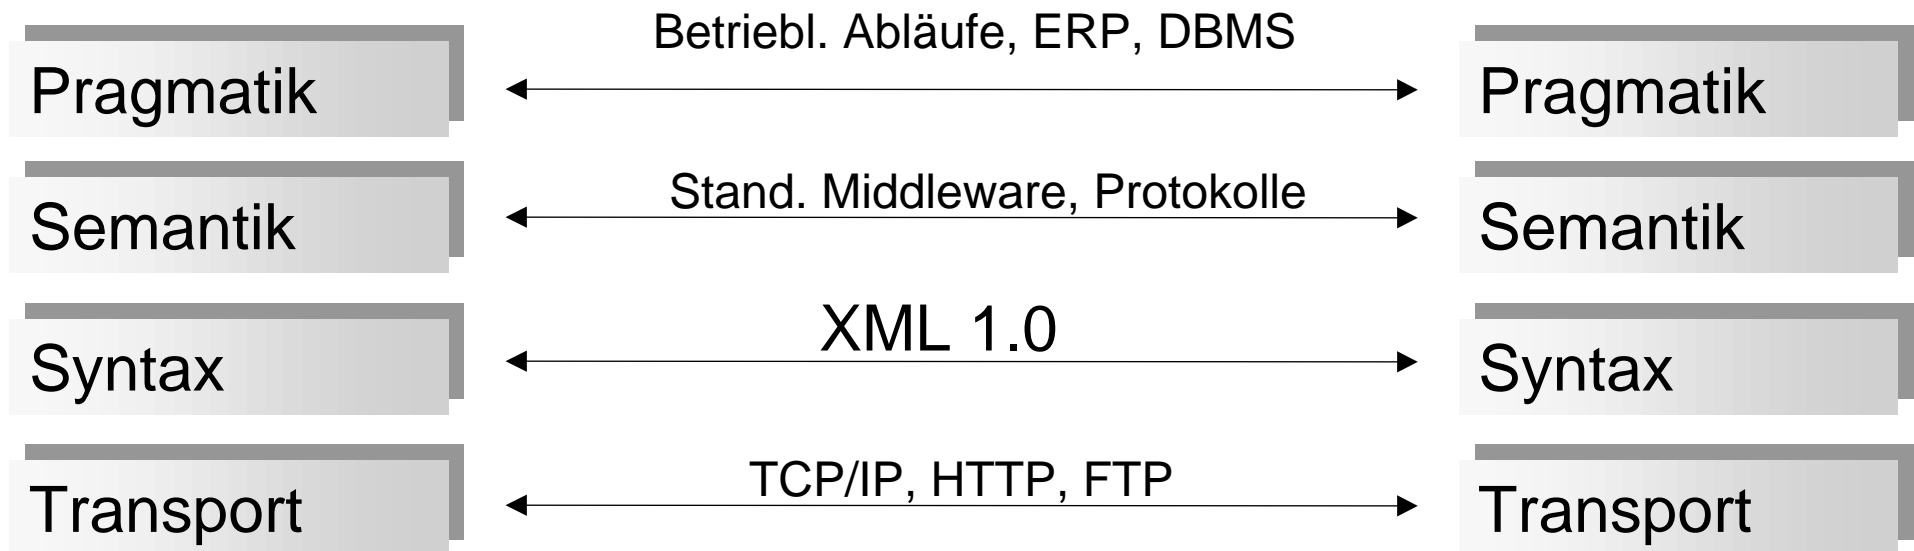 Betriebl. Abläufe, ERP, DBMS
Pragmatik
Pragmatik
Stand. Middleware, Protokolle
Semantik
Semantik
XML 1.0
Syntax
Syntax
TCP/IP, HTTP, FTP
Transport
Transport